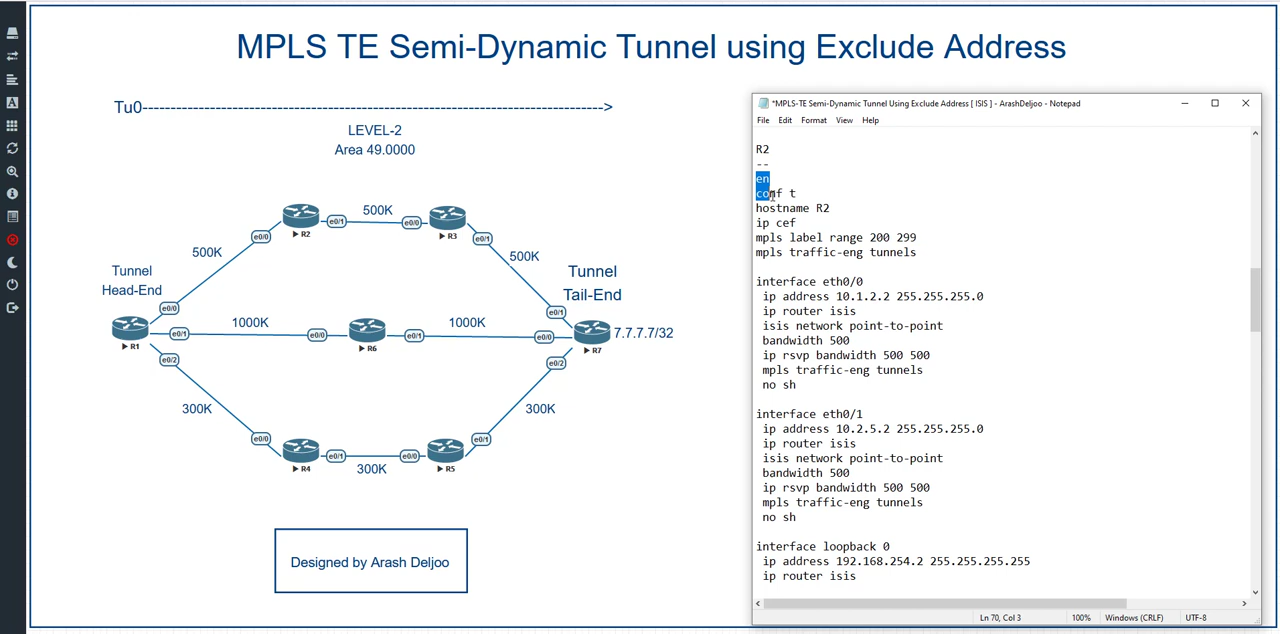 MPLS TE Semi-Dynamic Tunnel using Exclude Address
Tu0------------------------------------------------------------------>
LEVEL-2
Area 49.0000
500K
e0/1
e0/0
R2
R3
e0/0
e0/1
500K
500K
Tunnel
Head-End
Tunnel
Tail-End
e0/0
e0/0
1000K
1000K
e0/1
e0/0
e0/1
e0/0
7.7.7.7/32
R1
R6
R7
e0/2
e0/2
300K
300K
e0/0
e0/1
e0/1
e0/0
R4
300K
R5
Designed by Arash Deljoo
*MPLS-TE Semi-Dynamic Tunnel Using Exclude Address [ ISIS ] - ArashDeljoo - Notepad
File Edit Format View Help
R2
--
en
conf t
hostname R2
ip cef
mpls label range 200 299
mpls traffic-eng tunnels
interface eth0/0
ip address 10.1.2.2 255.255.255.0
ip router isis
isis network point-to-point
bandwidth 500
ip rsvp bandwidth 500 500
mpls traffic-eng tunnels
no sh
interface eth0/1
ip address 10.2.5.2 255.255.255.0
ip router isis
isis network point-to-point
bandwidth 500
ip rsvp bandwidth 500 500
mpls traffic-eng tunnels
no sh
interface loopback 0
ip address 192.168.254.2 255.255.255.255
ip router isis
Ln 70, Col 3 100% Windows (CRLF) UTF-8